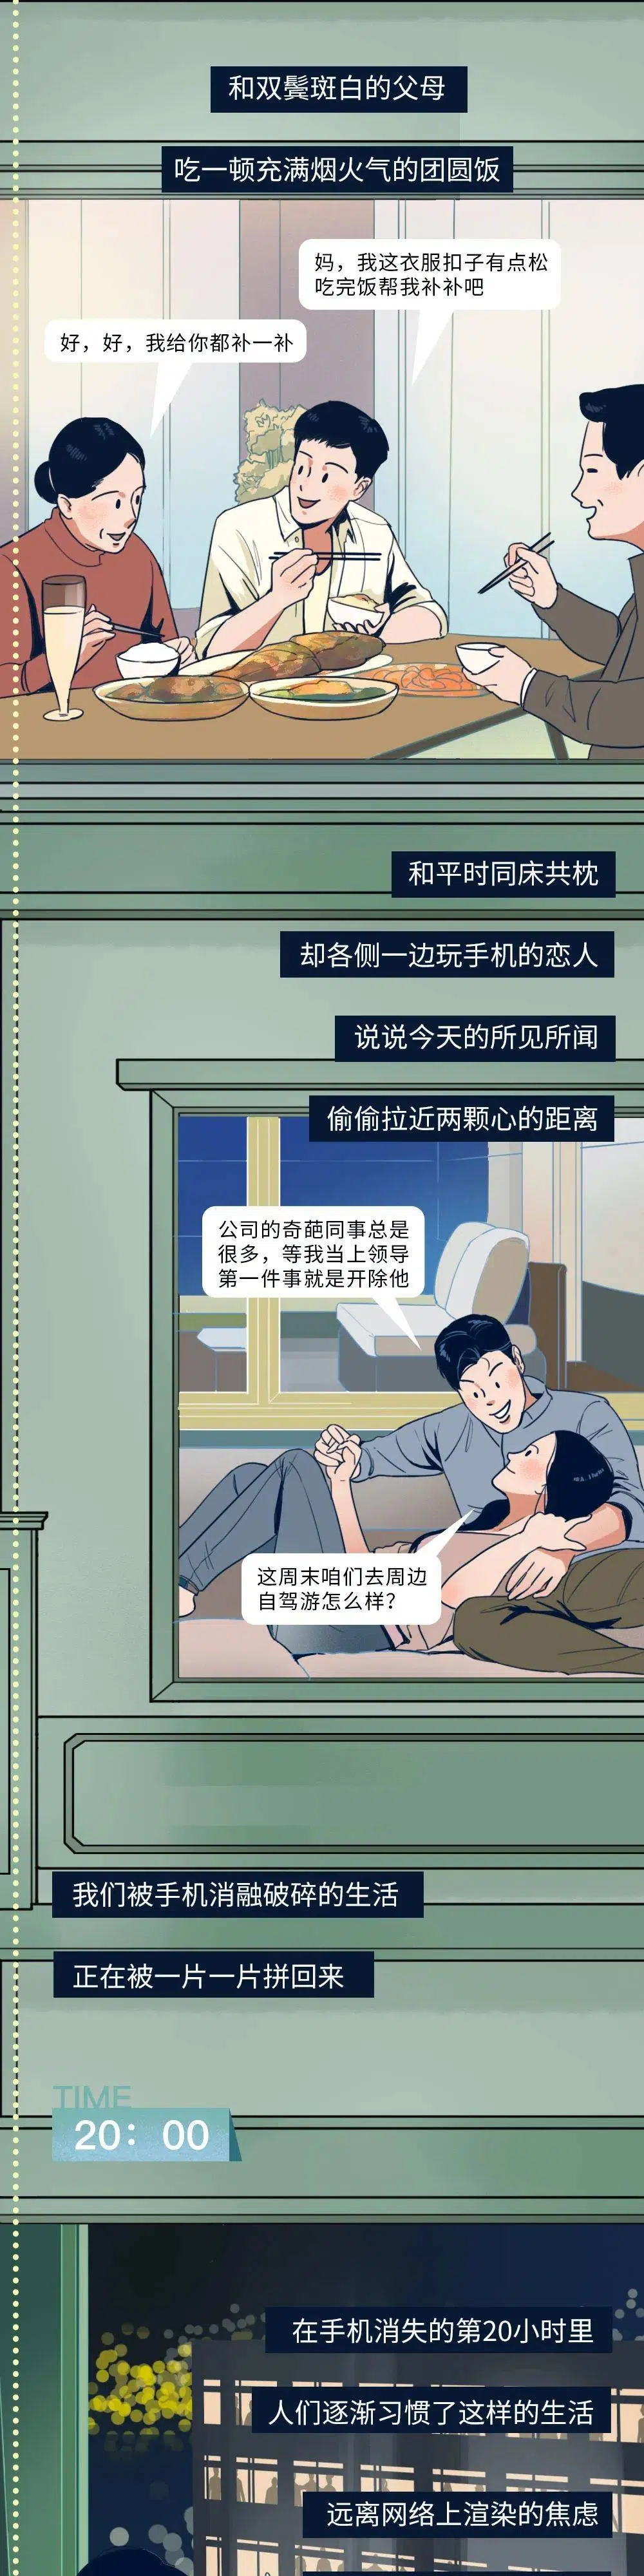 和双鬓斑白的父母
吃一顿充满烟火气的团圆饭
妈，我这衣服扣子有点松
吃完饭帮我补补吧
好，好，我给你都补一补
和平时同床共枕
却各侧一边玩手机的恋人
说说今天的所见所闻
偷偷拉近两颗心的距离
公司的奇葩同事总是
很多，等我当上领导
第一件事就是开除他
这周末咱们去周边
自驾游怎么样？
我们被手机消融破碎的生活
正在被一片一片拼回来
TIME
20：00
在手机消失的第20小时里
人们逐渐习惯了这样的生活
远离网络上渲染的焦虑